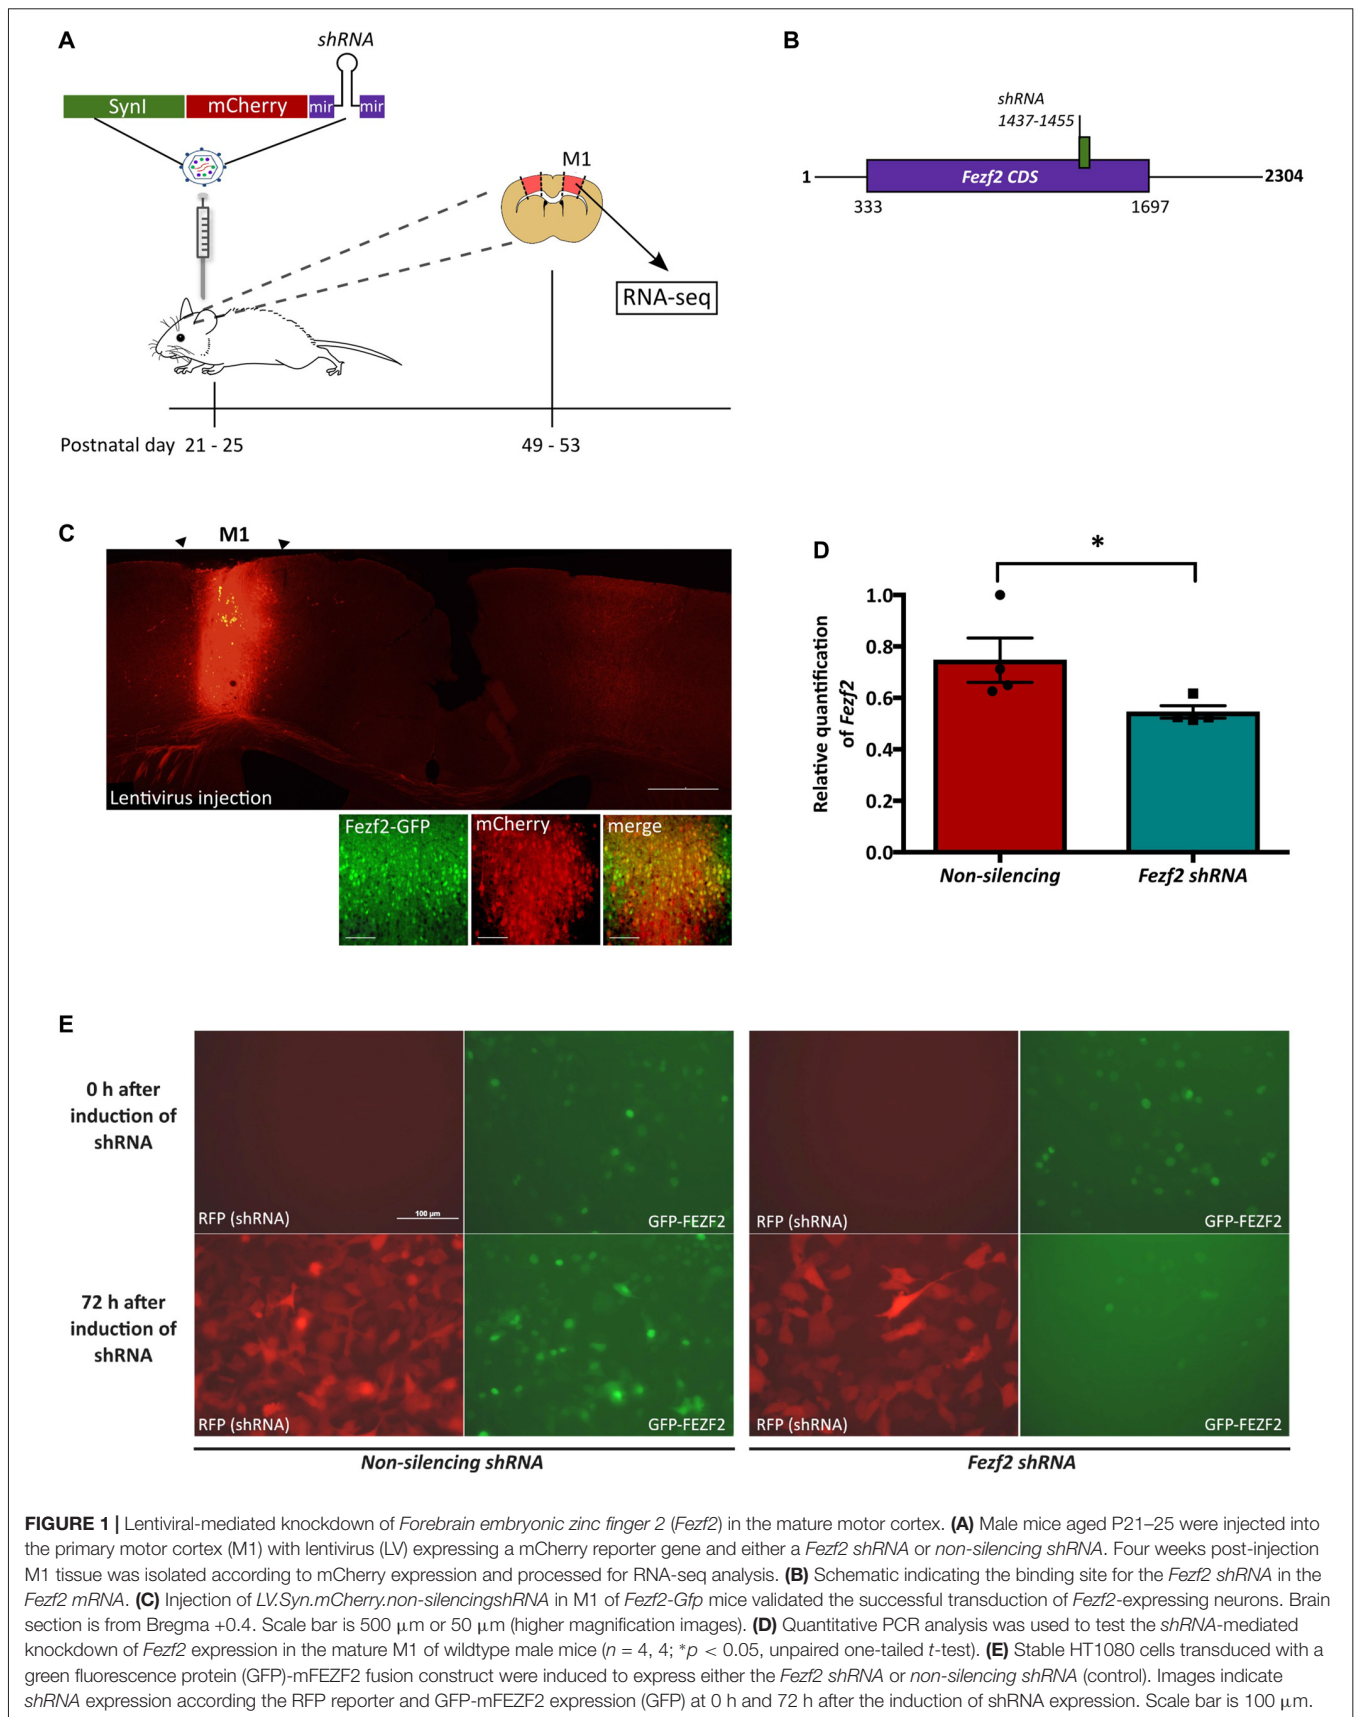 A
shRNA
SynI
mCherry
mir
mir
M1
RNA-seq
Postnatal day
21 - 25
49 - 53
B
shRNA
1437-1455
1
Fezf2 CDS
2304
333
1697
C
M1
Lentivirus injection
Fezf2-GFP
mCherry
merge
D
*
Relative quantification
of Fezf2
1.0
0.8
0.6
0.4
0.2
0.0
Non-silencing
Fezf2 shRNA
E
0 h after
induction of
shRNA
RFP (shRNA)
100 µm
GFP-FEZF2
RFP (shRNA)
GFP-FEZF2
72 h after
induction of
shRNA
RFP (shRNA)
GFP-FEZF2
RFP (shRNA)
GFP-FEZF2
Non-silencing shRNA
Fezf2 shRNA
FIGURE 1 | Lentiviral-mediated knockdown of Forebrain embryonic zinc finger 2 (Fezf2) in the mature motor cortex. (A) Male mice aged P21–25 were injected into
the primary motor cortex (M1) with lentivirus (LV) expressing a mCherry reporter gene and either a Fezf2 shRNA or non-silencing shRNA. Four weeks post-injection
M1 tissue was isolated according to mCherry expression and processed for RNA-seq analysis. (B) Schematic indicating the binding site for the Fezf2 shRNA in the
Fezf2 mRNA. (C) Injection of LV.Syn.mCherry.non-silencingshRNA in M1 of Fezf2-Gfp mice validated the successful transduction of Fezf2-expressing neurons. Brain
section is from Bregma +0.4. Scale bar is 500 µm or 50 µm (higher magnification images). (D) Quantitative PCR analysis was used to test the shRNA-mediated
knockdown of Fezf2 expression in the mature M1 of wildtype male mice (n = 4, 4; *p < 0.05, unpaired one-tailed t-test). (E) Stable HT1080 cells transduced with a
green fluorescence protein (GFP)-mFEZF2 fusion construct were induced to express either the Fezf2 shRNA or non-silencing shRNA (control). Images indicate
shRNA expression according the RFP reporter and GFP-mFEZF2 expression (GFP) at 0 h and 72 h after the induction of shRNA expression. Scale bar is 100 µm.